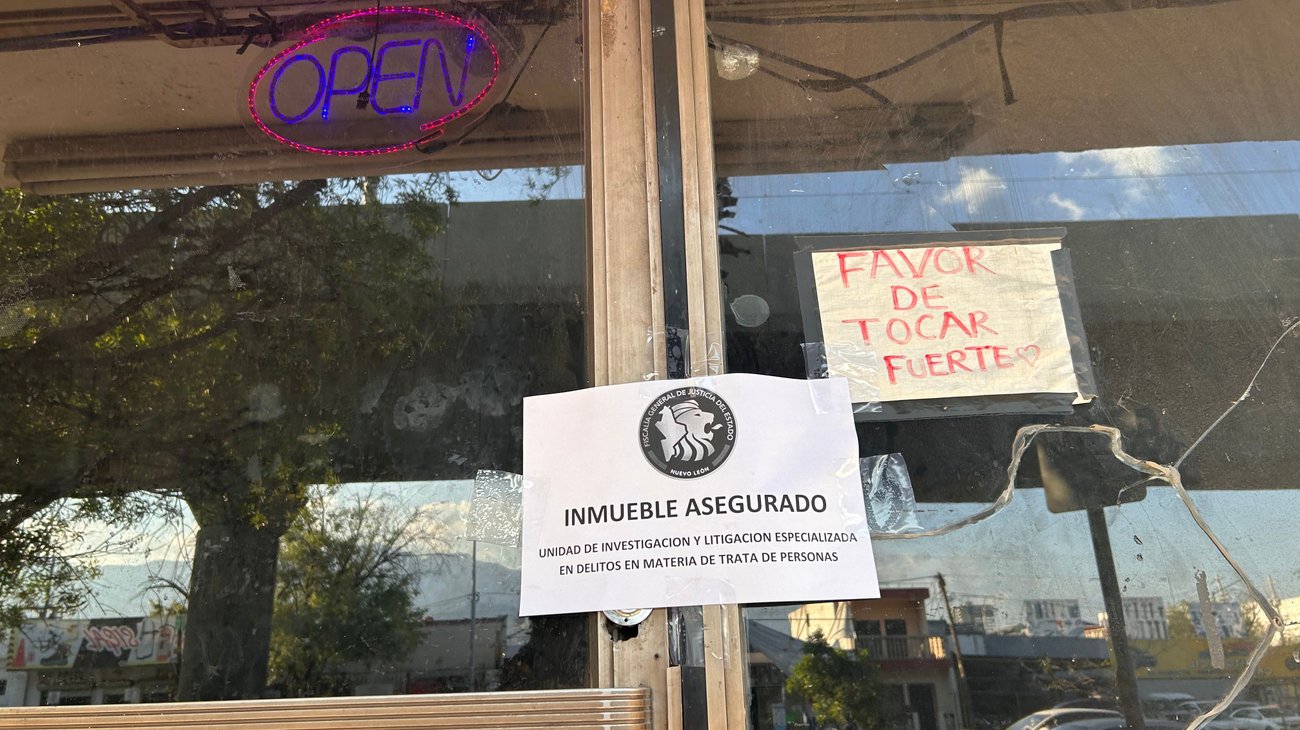 OPEN
FAVOR
DE
TOCAR
FUERTE
FISCALÍA GENERAL DE JUSTICIA DEL ESTADO
NUEVO LEÓN
INMUEBLE ASEGURADO
UNIDAD DE INVESTIGACION Y LITIGACION ESPECIALIZADA
EN DELITOS EN MATERIA DE TRATA DE PERSONAS